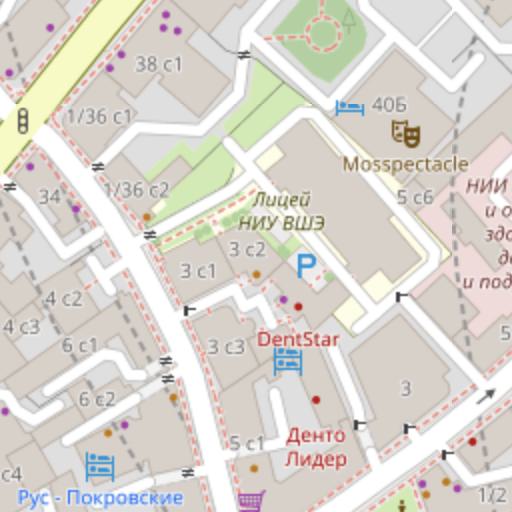 38 с1
1/36 с1
40Б
Mosspectacle
НИИ
34
1/36 с2
Лицей
НИУ ВШЭ
5 с6
и о
3 с2
3 с1
P
и под
4 с2
4 с3
6 с1
3 с3
DentStar
5
3
6 с2
5 с1
Денто
Лидер
с4
Рус - Покровские
1/2